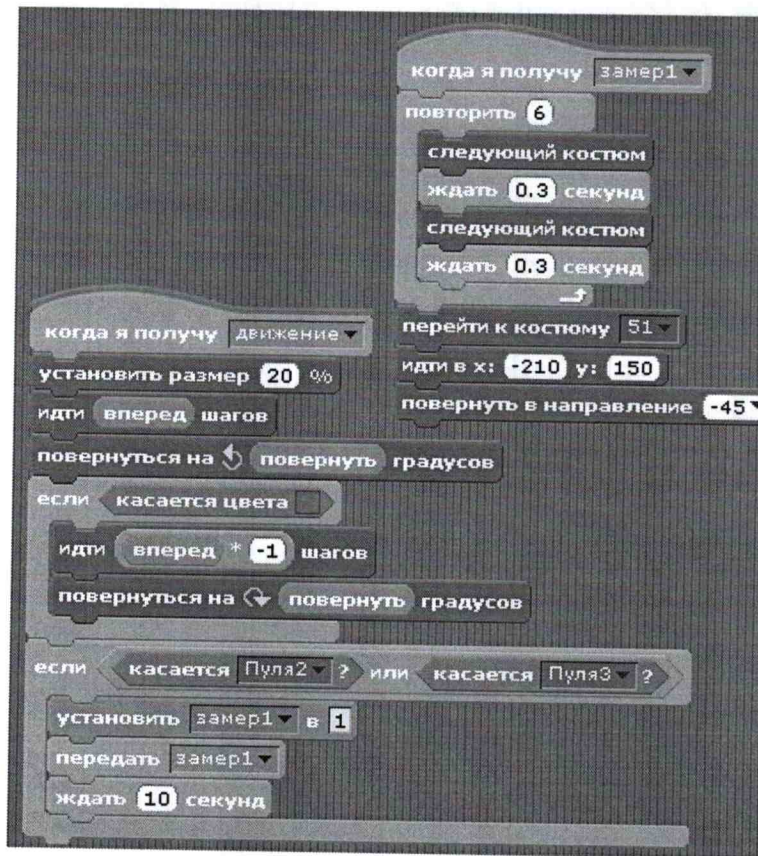 когда я получу замер1
повторить 6
следующий костюм
ждать 0.3 секунд
следующий костюм
ждать 0.3 секунд
перейти к костюму 51
идти в x: -210 y: 150
повернуть в направление -45
когда я получу движение
установить размер 20 %
идти вперед шагов
повернуться на повернуть градусов
если касается цвета
идти вперед * -1 шагов
повернуться на повернуть градусов
если касается Пуля2 ? или касается Пуля3 ?
установить замер1 в 1
передать замер1
ждать 10 секунд